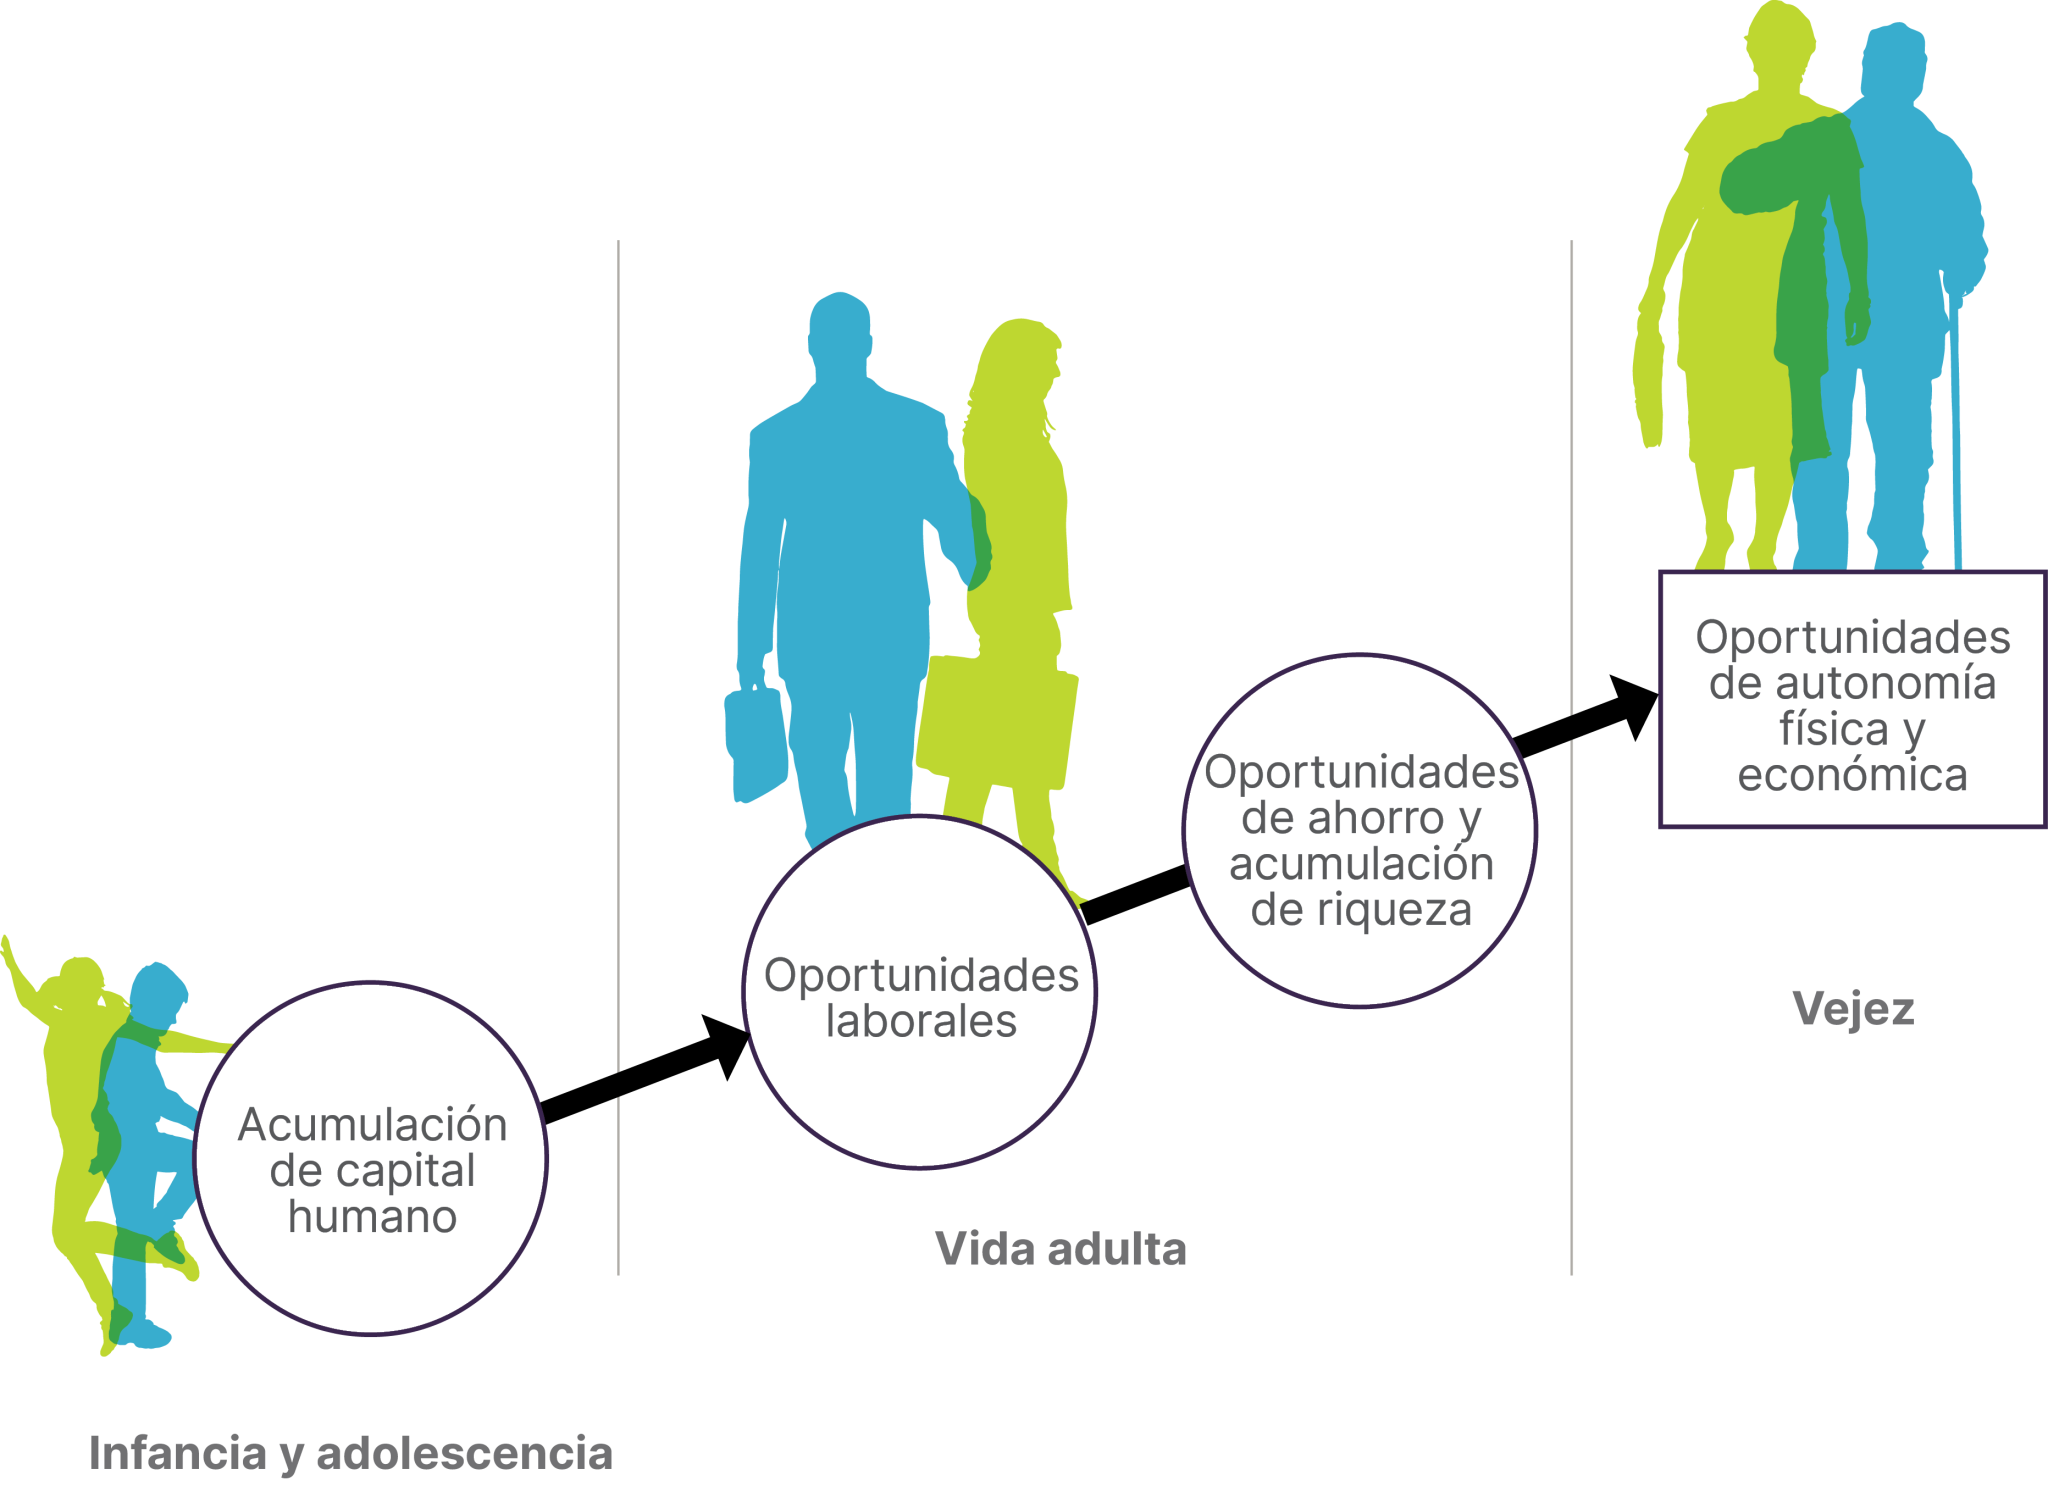 Acumulación
de capital
humano
Infancia y adolescencia
Oportunidades
laborales
Oportunidades
de ahorro y
acumulación
de riqueza
Vida adulta
Oportunidades
de autonomía
física y
económica
Vejez